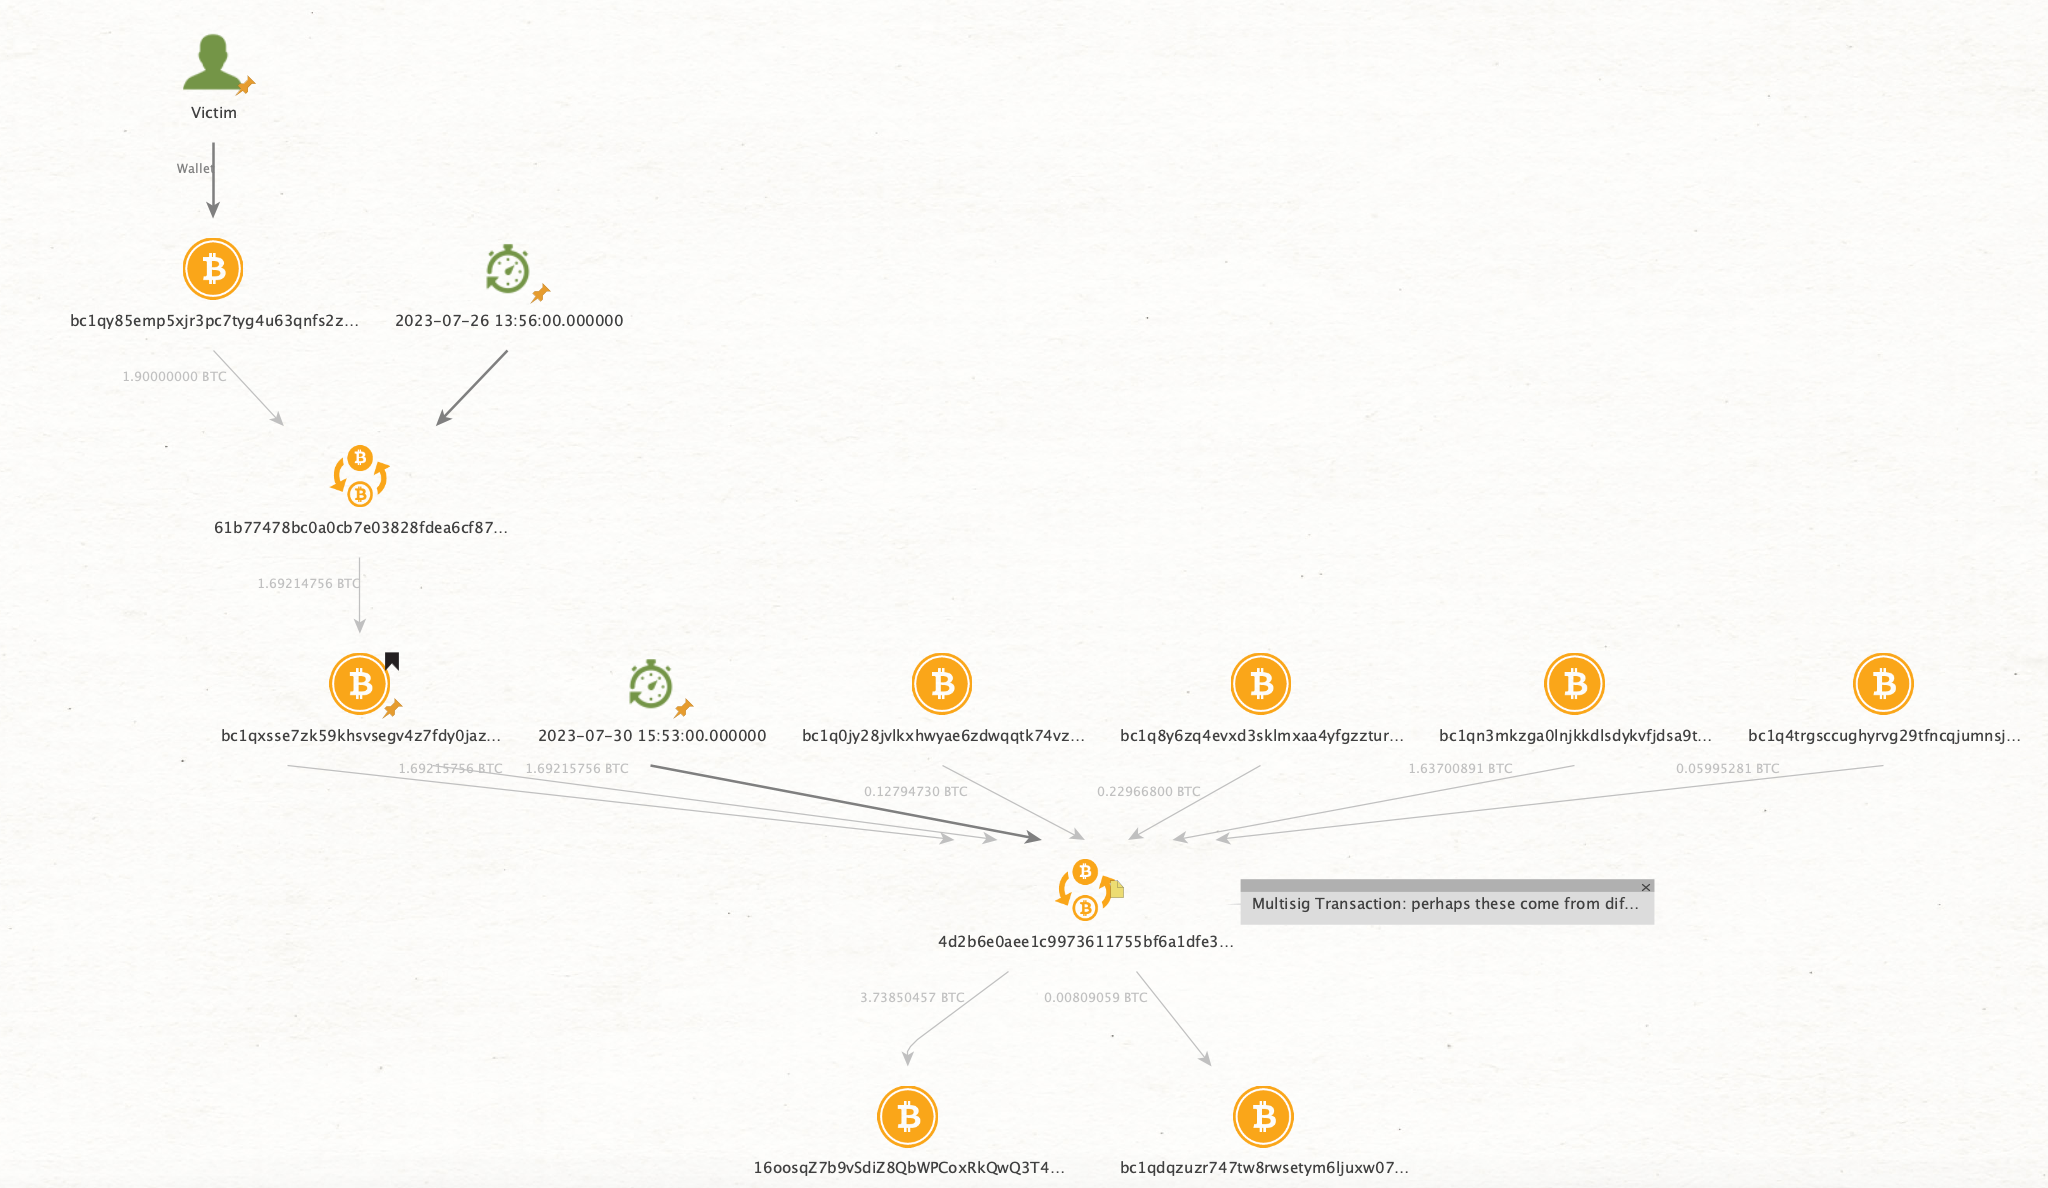 Victim
Wallet
bc1qy85emp5xjr3pc7tyg4u63qnfs2z...
2023-07-26 13:56:00.000000
1.90000000 BTC
61b77478bc0a0cb7e03828fdea6cf87...
1.69214756 BTC
bc1qxsse7zk59khsvsegv4z7fdy0jaz...
2023-07-30 15:53:00.000000
bc1q0jy28jvlkxhwyae6zdwqqtk74vz...
bc1q8y6zq4evxd3sklmxaa4yfgzztur...
bc1qn3mkzga0lnjkkdlsdykvfjdsa9t...
bc1q4trgsccughyrvg29tfncqjumnsj...
1.69215756 BTC
1.69215756 BTC
1.63700891 BTC
0.05995281 BTC
0.12794730 BTC
0.22966800 BTC
Multisig Transaction: perhaps these come from dif...
4d2b6e0aee1c9973611755bf6a1dfe3...
3.73850457 BTC
0.00809059 BTC
16oosqZ7b9vSdiZ8QbWPCoxRkQwQ3T4...
bc1qdqzuzr747tw8rwsetym6ljuxw07...